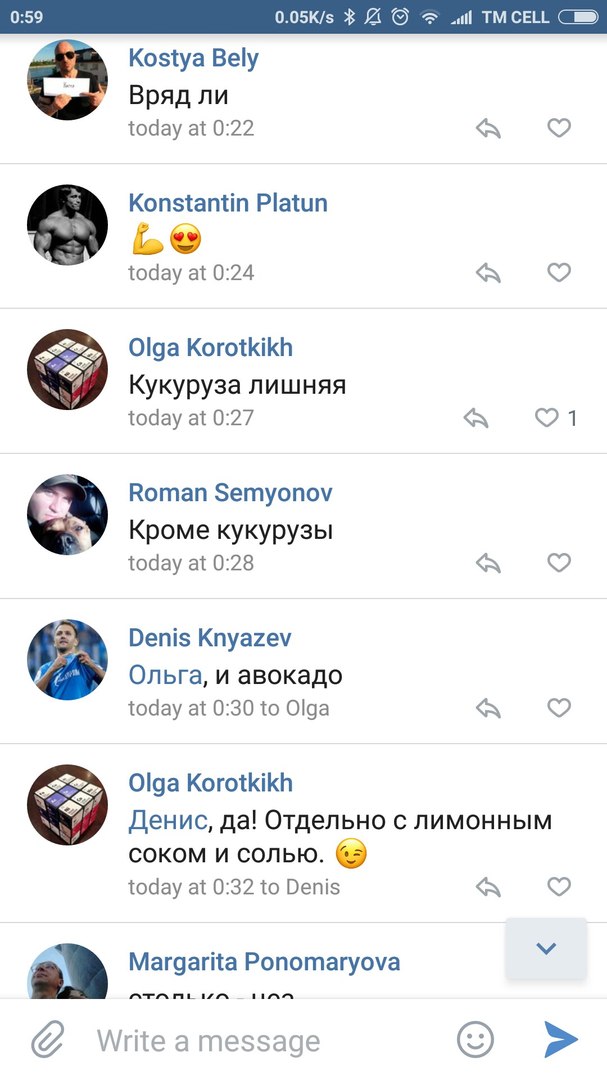 0:59 0.05K/s TM CELL
Kostya Bely
Вряд ли
today at 0:22
Konstantin Platun
💪😍
today at 0:24
Olga Korotkikh
Кукуруза лишняя
today at 0:27 1
Roman Semyonov
Кроме кукурузы
today at 0:28
Denis Knyazev
Ольга, и авокадо
today at 0:30 to Olga
Olga Korotkikh
Денис, да! Отдельно с лимонным
соком и солью. 😉
today at 0:32 to Denis
Margarita Ponomaryova
Write a message